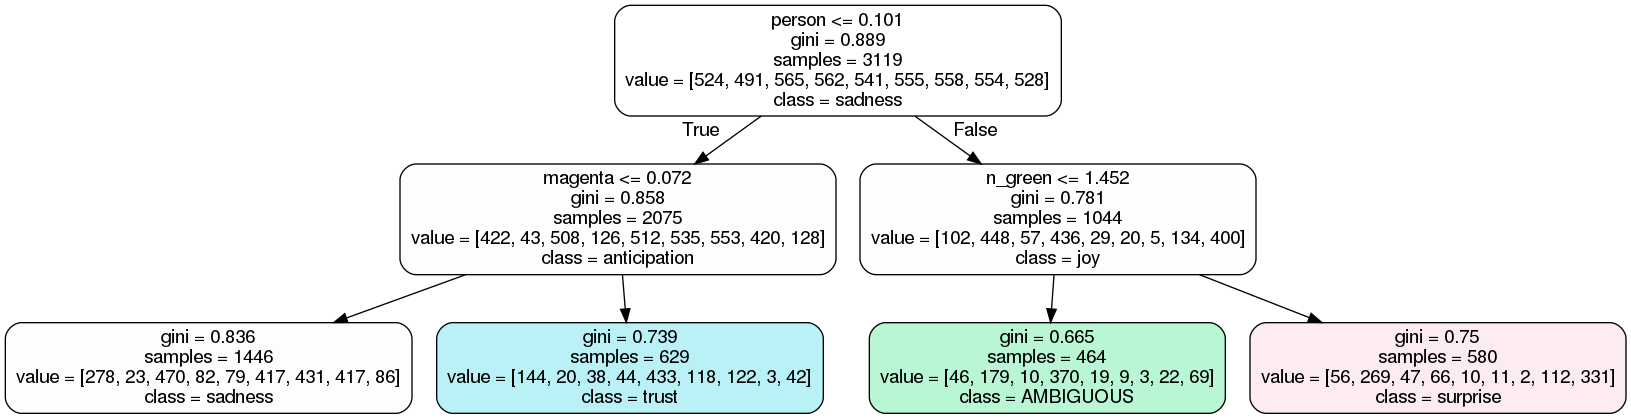 person <= 0.101
gini = 0.889
samples = 3119
value = [524, 491, 565, 562, 541, 555, 558, 554, 528]
class = sadness
True
False
magenta <= 0.072
gini = 0.858
samples = 2075
value = [422, 43, 508, 126, 512, 535, 553, 420, 128]
class = anticipation
n_green <= 1.452
gini = 0.781
samples = 1044
value = [102, 448, 57, 436, 29, 20, 5, 134, 400]
class = joy
gini = 0.836
samples = 1446
value = [278, 23, 470, 82, 79, 417, 431, 417, 86]
class = sadness
gini = 0.739
samples = 629
value = [144, 20, 38, 44, 433, 118, 122, 3, 42]
class = trust
gini = 0.665
samples = 464
value = [46, 179, 10, 370, 19, 9, 3, 22, 69]
class = AMBIGUOUS
gini = 0.75
samples = 580
value = [56, 269, 47, 66, 10, 11, 2, 112, 331]
class = surprise